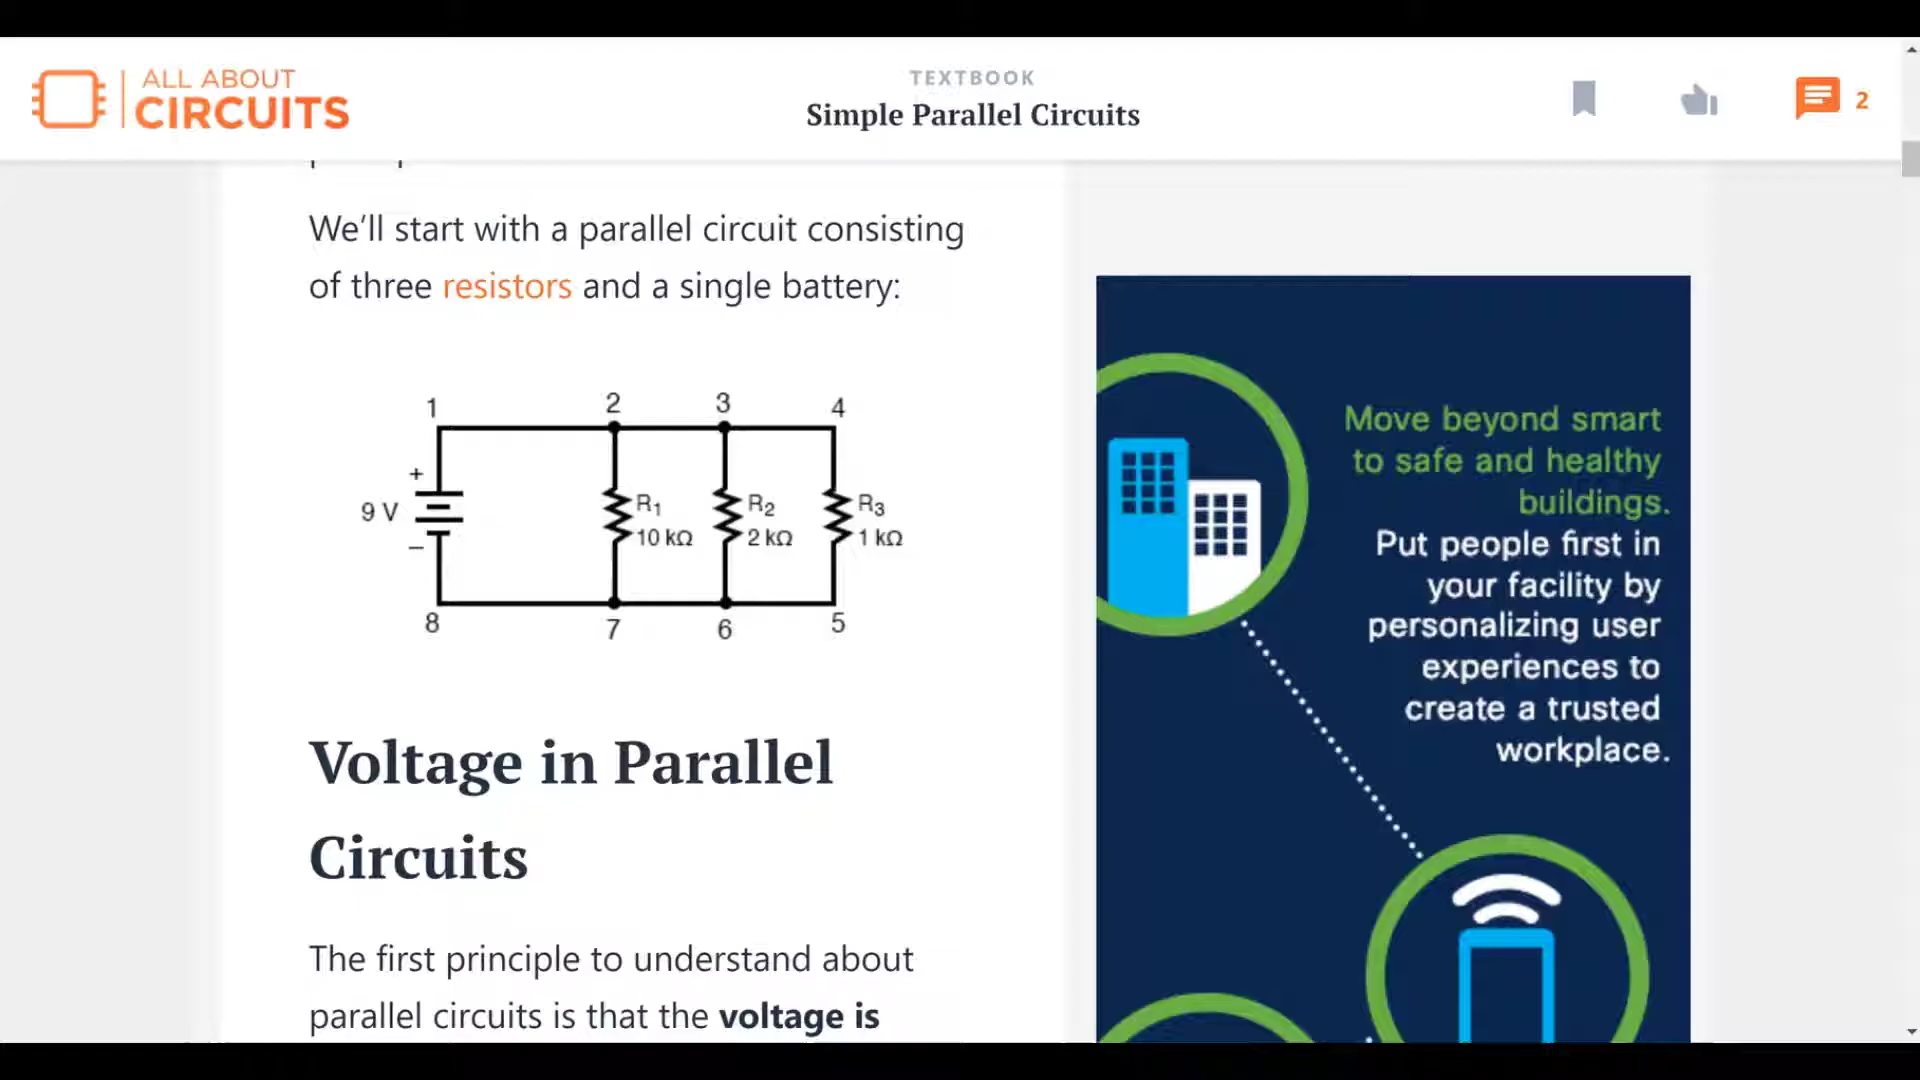 ALL ABOUT
CIRCUITS
TEXTBOOK
Simple Parallel Circuits
2
We’ll start with a parallel circuit consisting
of three resistors and a single battery:
1 2 3 4
+
9 V
−
R1
10 kΩ
R2
2 kΩ
R3
1 kΩ
8 7 6 5
Voltage in Parallel
Circuits
The first principle to understand about
parallel circuits is that the voltage is
Move beyond smart
to safe and healthy
buildings.
Put people first in
your facility by
personalizing user
experiences to
create a trusted
workplace.